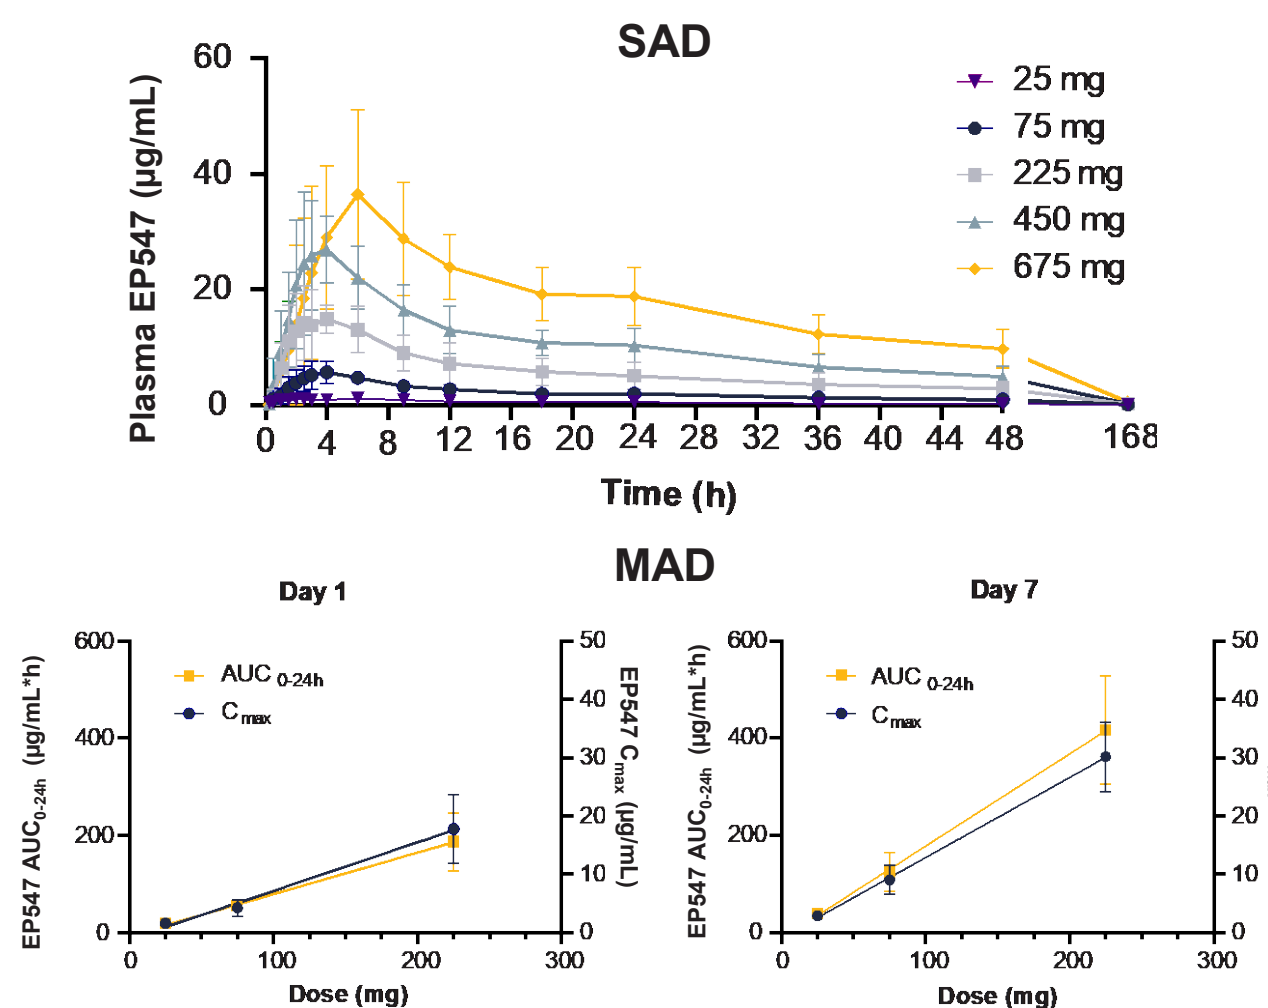 SAD
60
40
20
0
Plasma EP547 (µg/mL)
25 mg
75 mg
225 mg
450 mg
675 mg
0 4 8 12 16 20 24 28 32 36 40 44 48 168
Time (h)
MAD
Day 1
600
400
200
0
EP547 AUC0-24h (µg/mL*h)
AUC 0-24h
Cmax
50
40
30
20
10
0
EP547 Cmax (µg/mL)
0 100 200 300
Dose (mg)
Day 7
600
400
200
0
EP547 AUC0-24h (µg/mL*h)
AUC 0-24h
Cmax
50
40
30
20
10
0
0 100 200 300
Dose (mg)